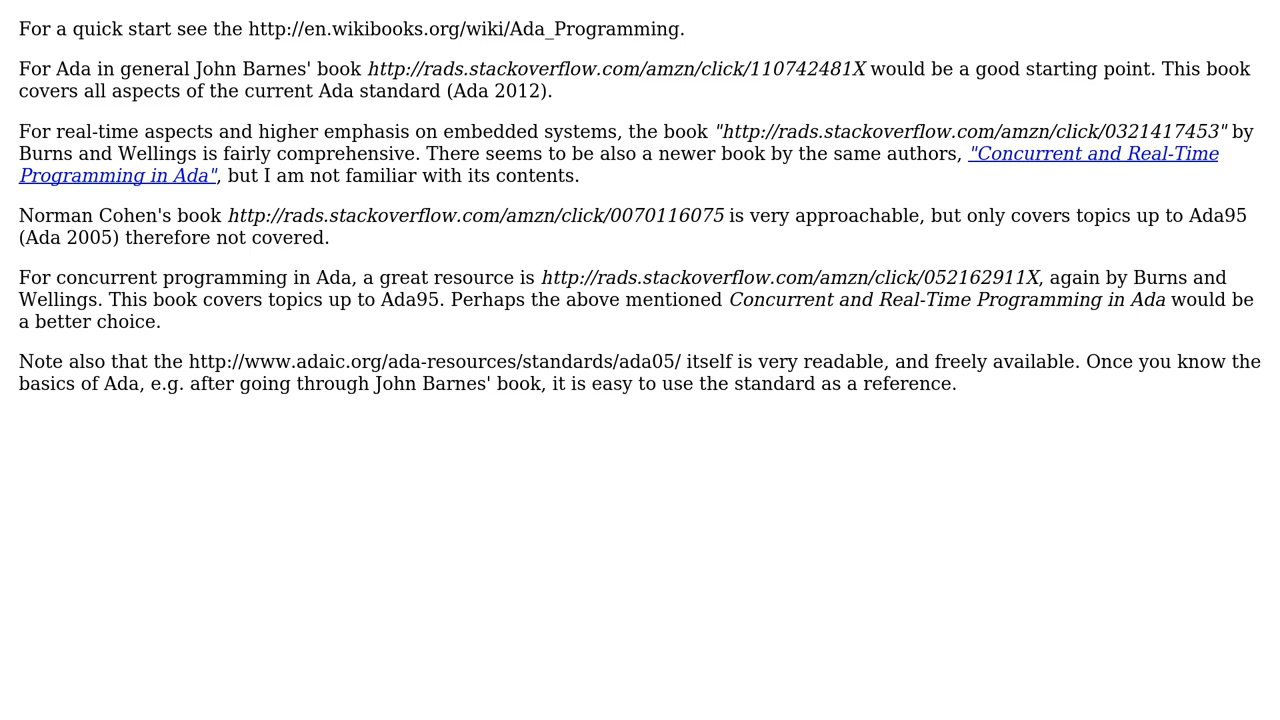 For a quick start see the http://en.wikibooks.org/wiki/Ada_Programming.
For Ada in general John Barnes' book http://rads.stackoverflow.com/amzn/click/110742481X would be a good starting point. This book
covers all aspects of the current Ada standard (Ada 2012).
For real-time aspects and higher emphasis on embedded systems, the book "http://rads.stackoverflow.com/amzn/click/0321417453" by
Burns and Wellings is fairly comprehensive. There seems to be also a newer book by the same authors, "Concurrent and Real-Time
Programming in Ada", but I am not familiar with its contents.
Norman Cohen's book http://rads.stackoverflow.com/amzn/click/0070116075 is very approachable, but only covers topics up to Ada95
(Ada 2005) therefore not covered.
For concurrent programming in Ada, a great resource is http://rads.stackoverflow.com/amzn/click/052162911X, again by Burns and
Wellings. This book covers topics up to Ada95. Perhaps the above mentioned Concurrent and Real-Time Programming in Ada would be
a better choice.
Note also that the http://www.adaic.org/ada-resources/standards/ada05/ itself is very readable, and freely available. Once you know the
basics of Ada, e.g. after going through John Barnes' book, it is easy to use the standard as a reference.